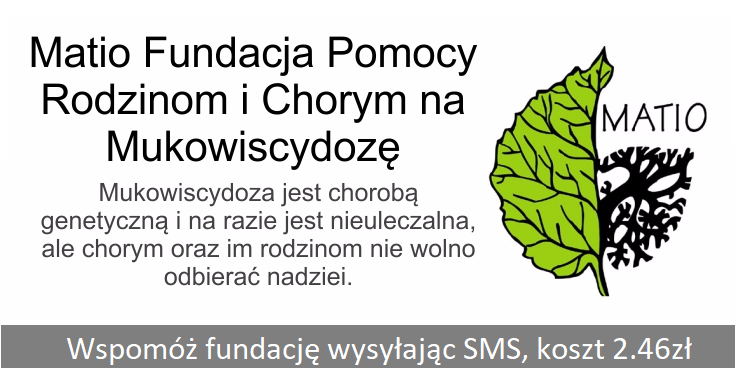 Matio Fundacja Pomocy
Rodzinom i Chorym na
Mukowiscydozę
MATIO
Mukowiscydoza jest chorobą
genetyczną i na razie jest nieuleczalna,
ale chorym oraz im rodzinom nie wolno
odbierać nadziei.
Wspomóż fundację wysyłając SMS, koszt 2.46zł